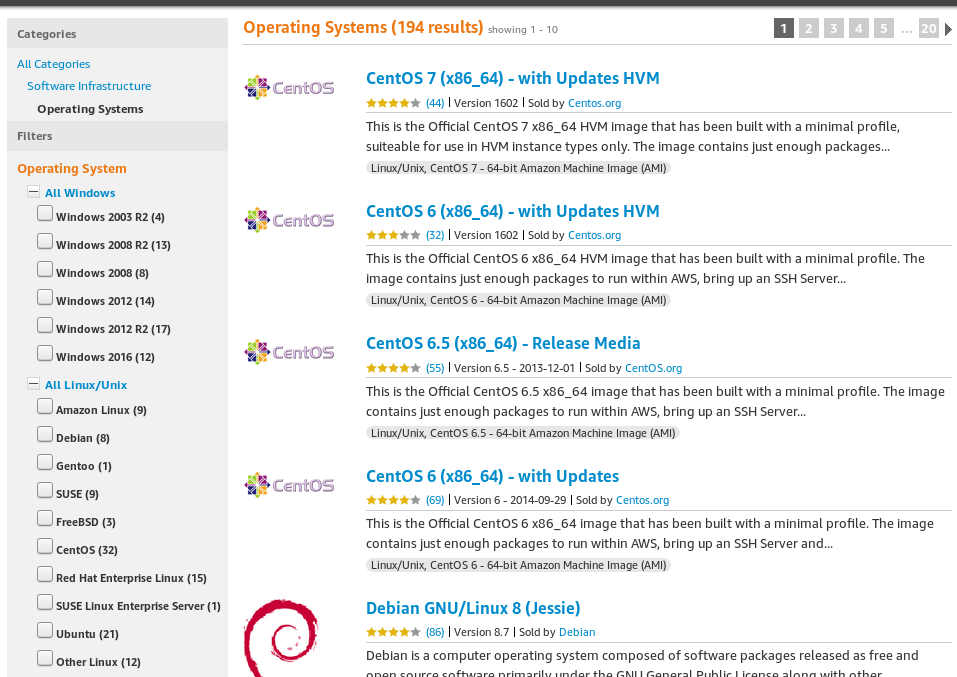 Categories
All Categories
Software Infrastructure
Operating Systems
Filters
Operating System
All Windows
Windows 2003 R2 (4)
Windows 2008 R2 (13)
Windows 2008 (8)
Windows 2012 (14)
Windows 2012 R2 (17)
Windows 2016 (12)
All Linux/Unix
Amazon Linux (9)
Debian (8)
Gentoo (1)
SUSE (9)
FreeBSD (3)
CentOS (32)
Red Hat Enterprise Linux (15)
SUSE Linux Enterprise Server (1)
Ubuntu (21)
Other Linux (12)
Operating Systems (194 results) showing 1 - 10
1 2 3 4 5 ... 20
CentOS
CentOS 7 (x86_64) - with Updates HVM
(44) | Version 1602 | Sold by Centos.org
This is the Official CentOS 7 x86_64 HVM image that has been built with a minimal profile,
suiteable for use in HVM instance types only. The image contains just enough packages...
Linux/Unix, CentOS 7 - 64-bit Amazon Machine Image (AMI)
CentOS
CentOS 6 (x86_64) - with Updates HVM
(32) | Version 1602 | Sold by Centos.org
This is the Official CentOS 6 x86_64 HVM image that has been built with a minimal profile. The
image contains just enough packages to run within AWS, bring up an SSH Server...
Linux/Unix, CentOS 6 - 64-bit Amazon Machine Image (AMI)
CentOS
CentOS 6.5 (x86_64) - Release Media
(55) | Version 6.5 - 2013-12-01 | Sold by CentOS.org
This is the Official CentOS 6.5 x86_64 image that has been built with a minimal profile. The image
contains just enough packages to run within AWS, bring up an SSH Server...
Linux/Unix, CentOS 6.5 - 64-bit Amazon Machine Image (AMI)
CentOS
CentOS 6 (x86_64) - with Updates
(69) | Version 6 - 2014-09-29 | Sold by Centos.org
This is the Official CentOS 6 x86_64 image that has been built with a minimal profile. The image
contains just enough packages to run within AWS, bring up an SSH Server and...
Linux/Unix, CentOS 6 - 64-bit Amazon Machine Image (AMI)
Debian GNU/Linux 8 (Jessie)
(86) | Version 8.7 | Sold by Debian
Debian is a computer operating system composed of software packages released as free and
open source software primarily under the GNU General Public License along with other